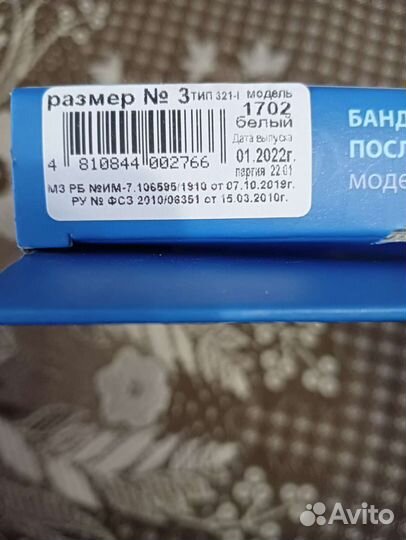 размер № 3 тип 321-I модель
1702
белый
Дата выпуска
01.2022г.
партия 22.01
4 810844 002766
МЗ РБ №ИМ-7.106595/1910 от 07.10.2019г.
РУ № ФСЗ 2010/06351 от 15.03.2010г.
БАНД
ПОСЛ
моде
Avito